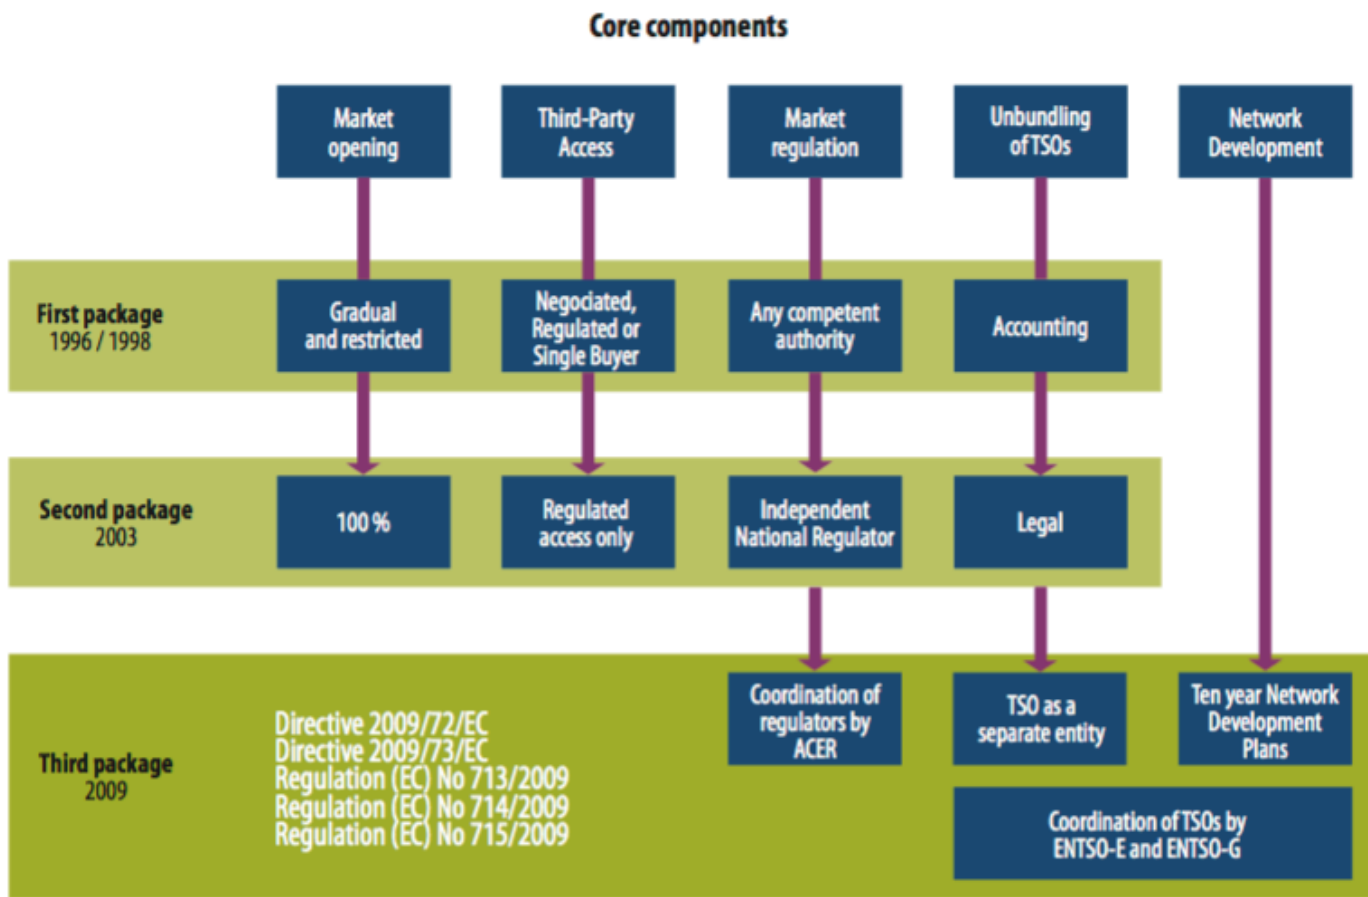 Core components
Market
opening
Third-Party
Access
Market
regulation
Unbundling
of TSOs
Network
Development
First package
1996 / 1998
Gradual
and restricted
Negociated,
Regulated or
Single Buyer
Any competent
authority
Accounting
Second package
2003
100 %
Regulated
access only
Independent
National Regulator
Legal
Third package
2009
Directive 2009/72/EC
Directive 2009/73/EC
Regulation (EC) No 713/2009
Regulation (EC) No 714/2009
Regulation (EC) No 715/2009
Coordination of
regulators by
ACER
TSO as a
separate entity
Ten year Network
Development
Plans
Coordination of TSOs by
ENTSO-E and ENTSO-G